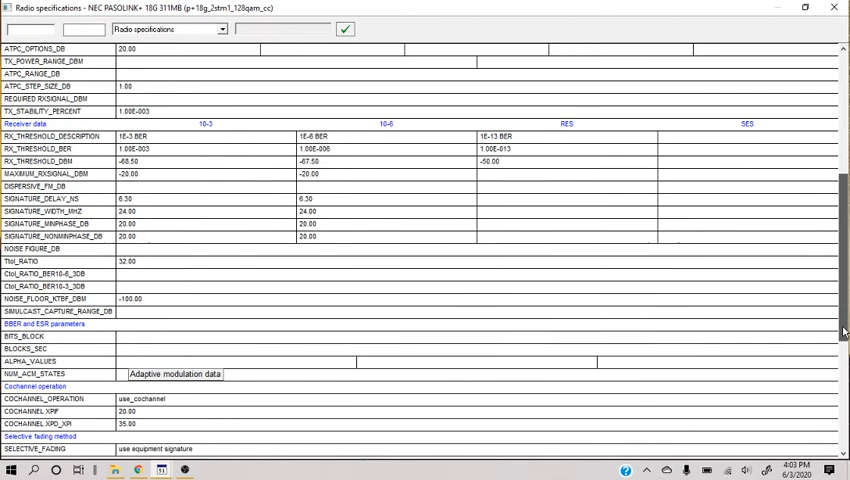 Radio specifications - NEC PASOLINK+ 18G 311MB (p+18g_2stm1_128qam_cc)
Radio specifications
ATPC_OPTIONS_DB 20.00
TX_POWER_RANGE_DBM
ATPC_RANGE_DB
ATPC_STEP_SIZE_DB 1.00
REQUIRED RXSIGNAL_DBM
TX_STABILITY_PERCENT 1.00E-003
Receiver data 10-3 10-6 RES SES
RX_THRESHOLD_DESCRIPTION 1E-3 BER 1E-6 BER 1E-13 BER
RX_THRESHOLD_BER 1.00E-003 1.00E-006 1.00E-013
RX_THRESHOLD_DBM -68.50 -67.50 -50.00
MAXIMUM_RXSIGNAL_DBM -20.00 -20.00
DISPERSIVE_FM_DB
SIGNATURE_DELAY_NS 6.30 6.30
SIGNATURE_WIDTH_MHZ 24.00 24.00
SIGNATURE_MINPHASE_DB 20.00 20.00
SIGNATURE_NONMINPHASE_DB 20.00 20.00
NOISE FIGURE_DB
TtoI_RATIO 32.00
CtoI_RATIO_BER10-6_3DB
CtoI_RATIO_BER10-3_3DB
NOISE_FLOOR_KTBF_DBM -100.00
SIMULCAST_CAPTURE_RANGE_DB
BBER and ESR parameters
BITS_BLOCK
BLOCKS_SEC
ALPHA_VALUES
NUM_ACM_STATES Adaptive modulation data
Cochannel operation
COCHANNEL_OPERATION use_cochannel
COCHANNEL XPIF 20.00
COCHANNEL XPD_XPI 35.00
Selective fading method
SELECTIVE_FADING use equipment signature
51
4:03 PM
6/3/2020